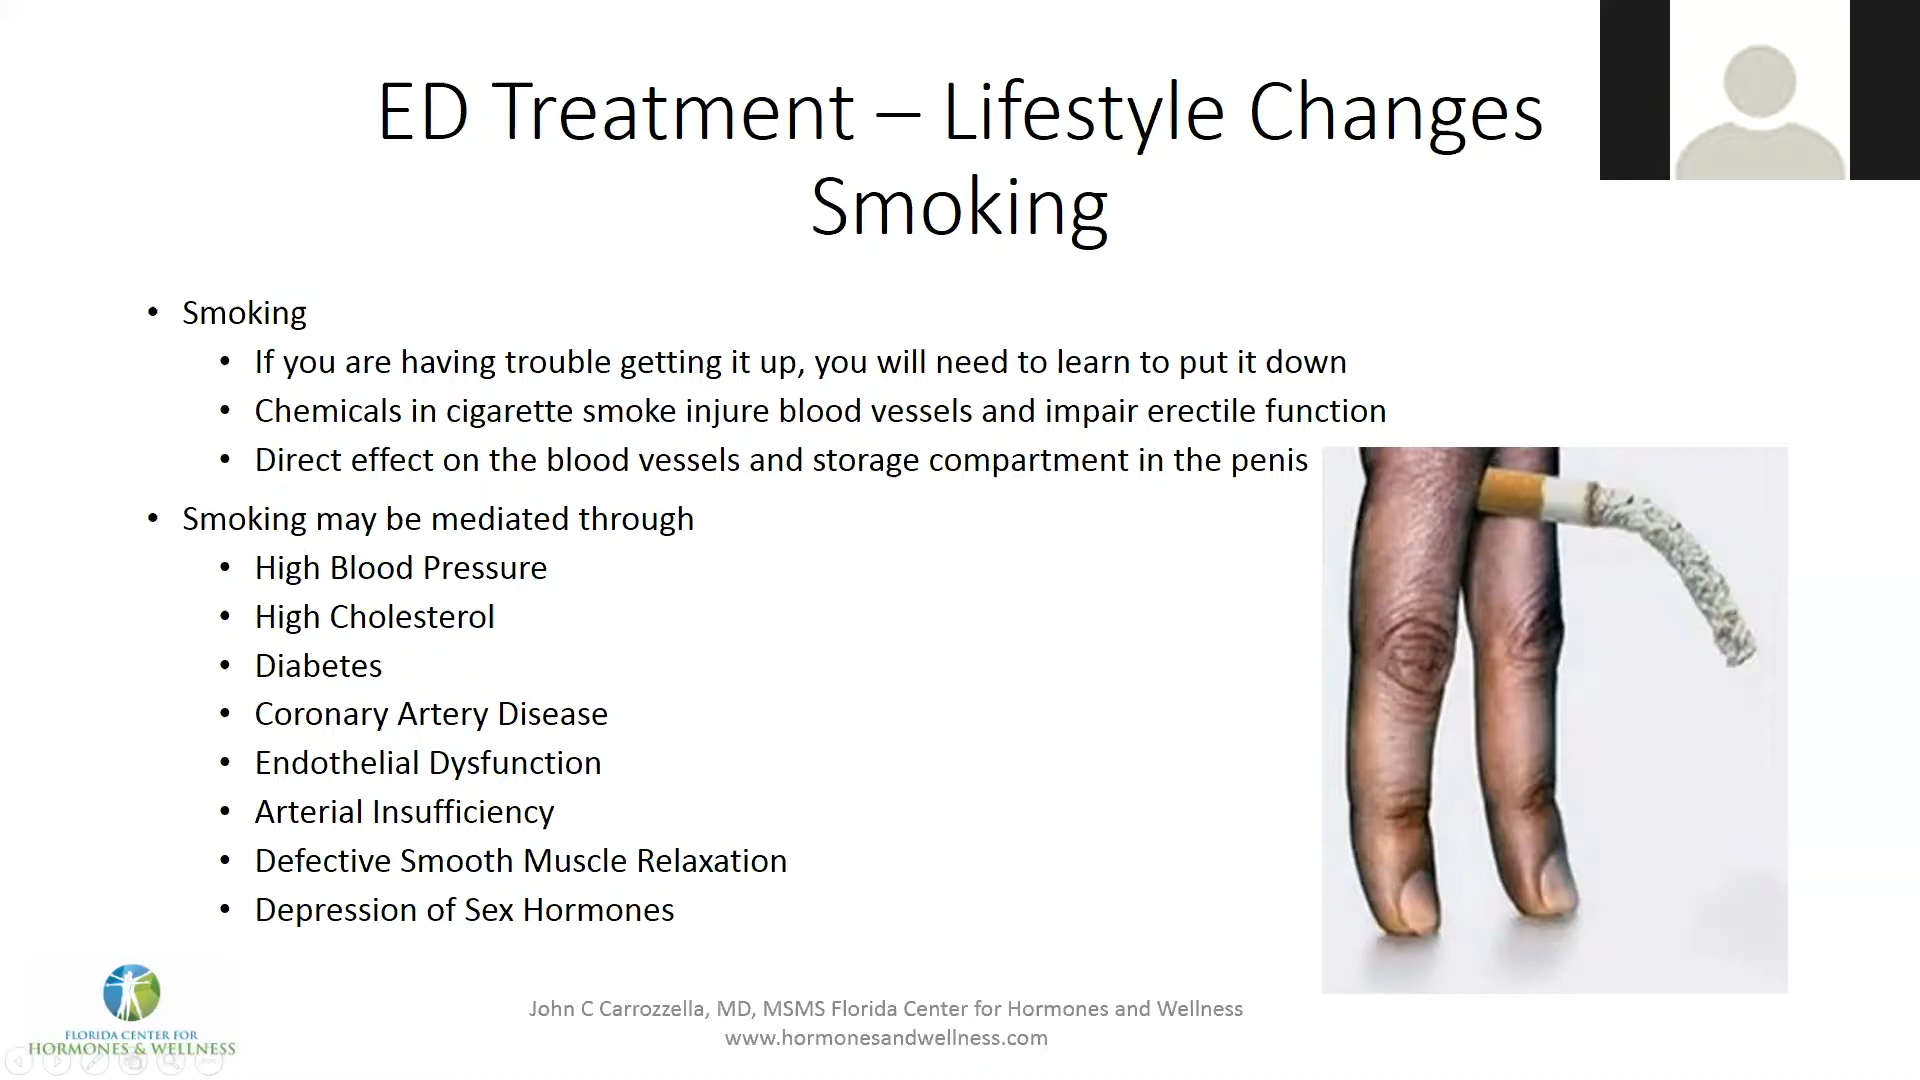 ED Treatment – Lifestyle Changes
Smoking
• Smoking
• If you are having trouble getting it up, you will need to learn to put it down
• Chemicals in cigarette smoke injure blood vessels and impair erectile function
• Direct effect on the blood vessels and storage compartment in the penis
• Smoking may be mediated through
• High Blood Pressure
• High Cholesterol
• Diabetes
• Coronary Artery Disease
• Endothelial Dysfunction
• Arterial Insufficiency
• Defective Smooth Muscle Relaxation
• Depression of Sex Hormones
FLORIDA CENTER FOR
HORMONES & WELLNESS
John C Carrozzella, MD, MSMS Florida Center for Hormones and Wellness
www.hormonesandwellness.com